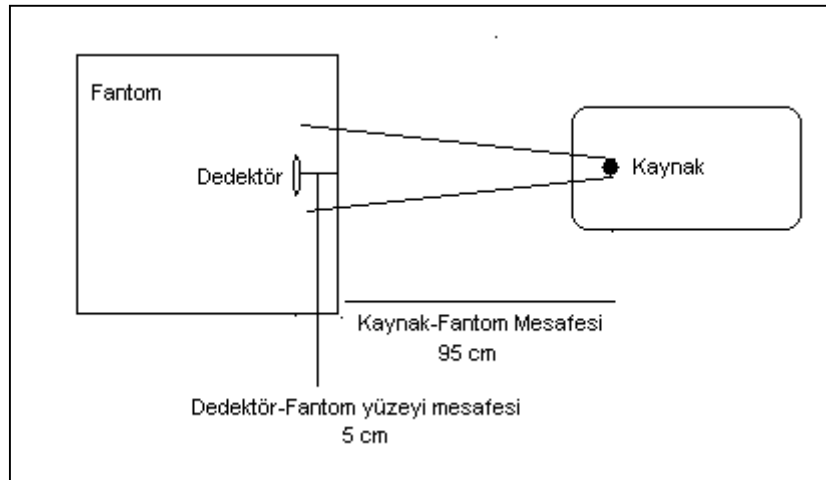 Fantom
Dedektör
Kaynak
Kaynak-Fantom Mesafesi
95 cm
Dedektör-Fantom yüzeyi mesafesi
5 cm